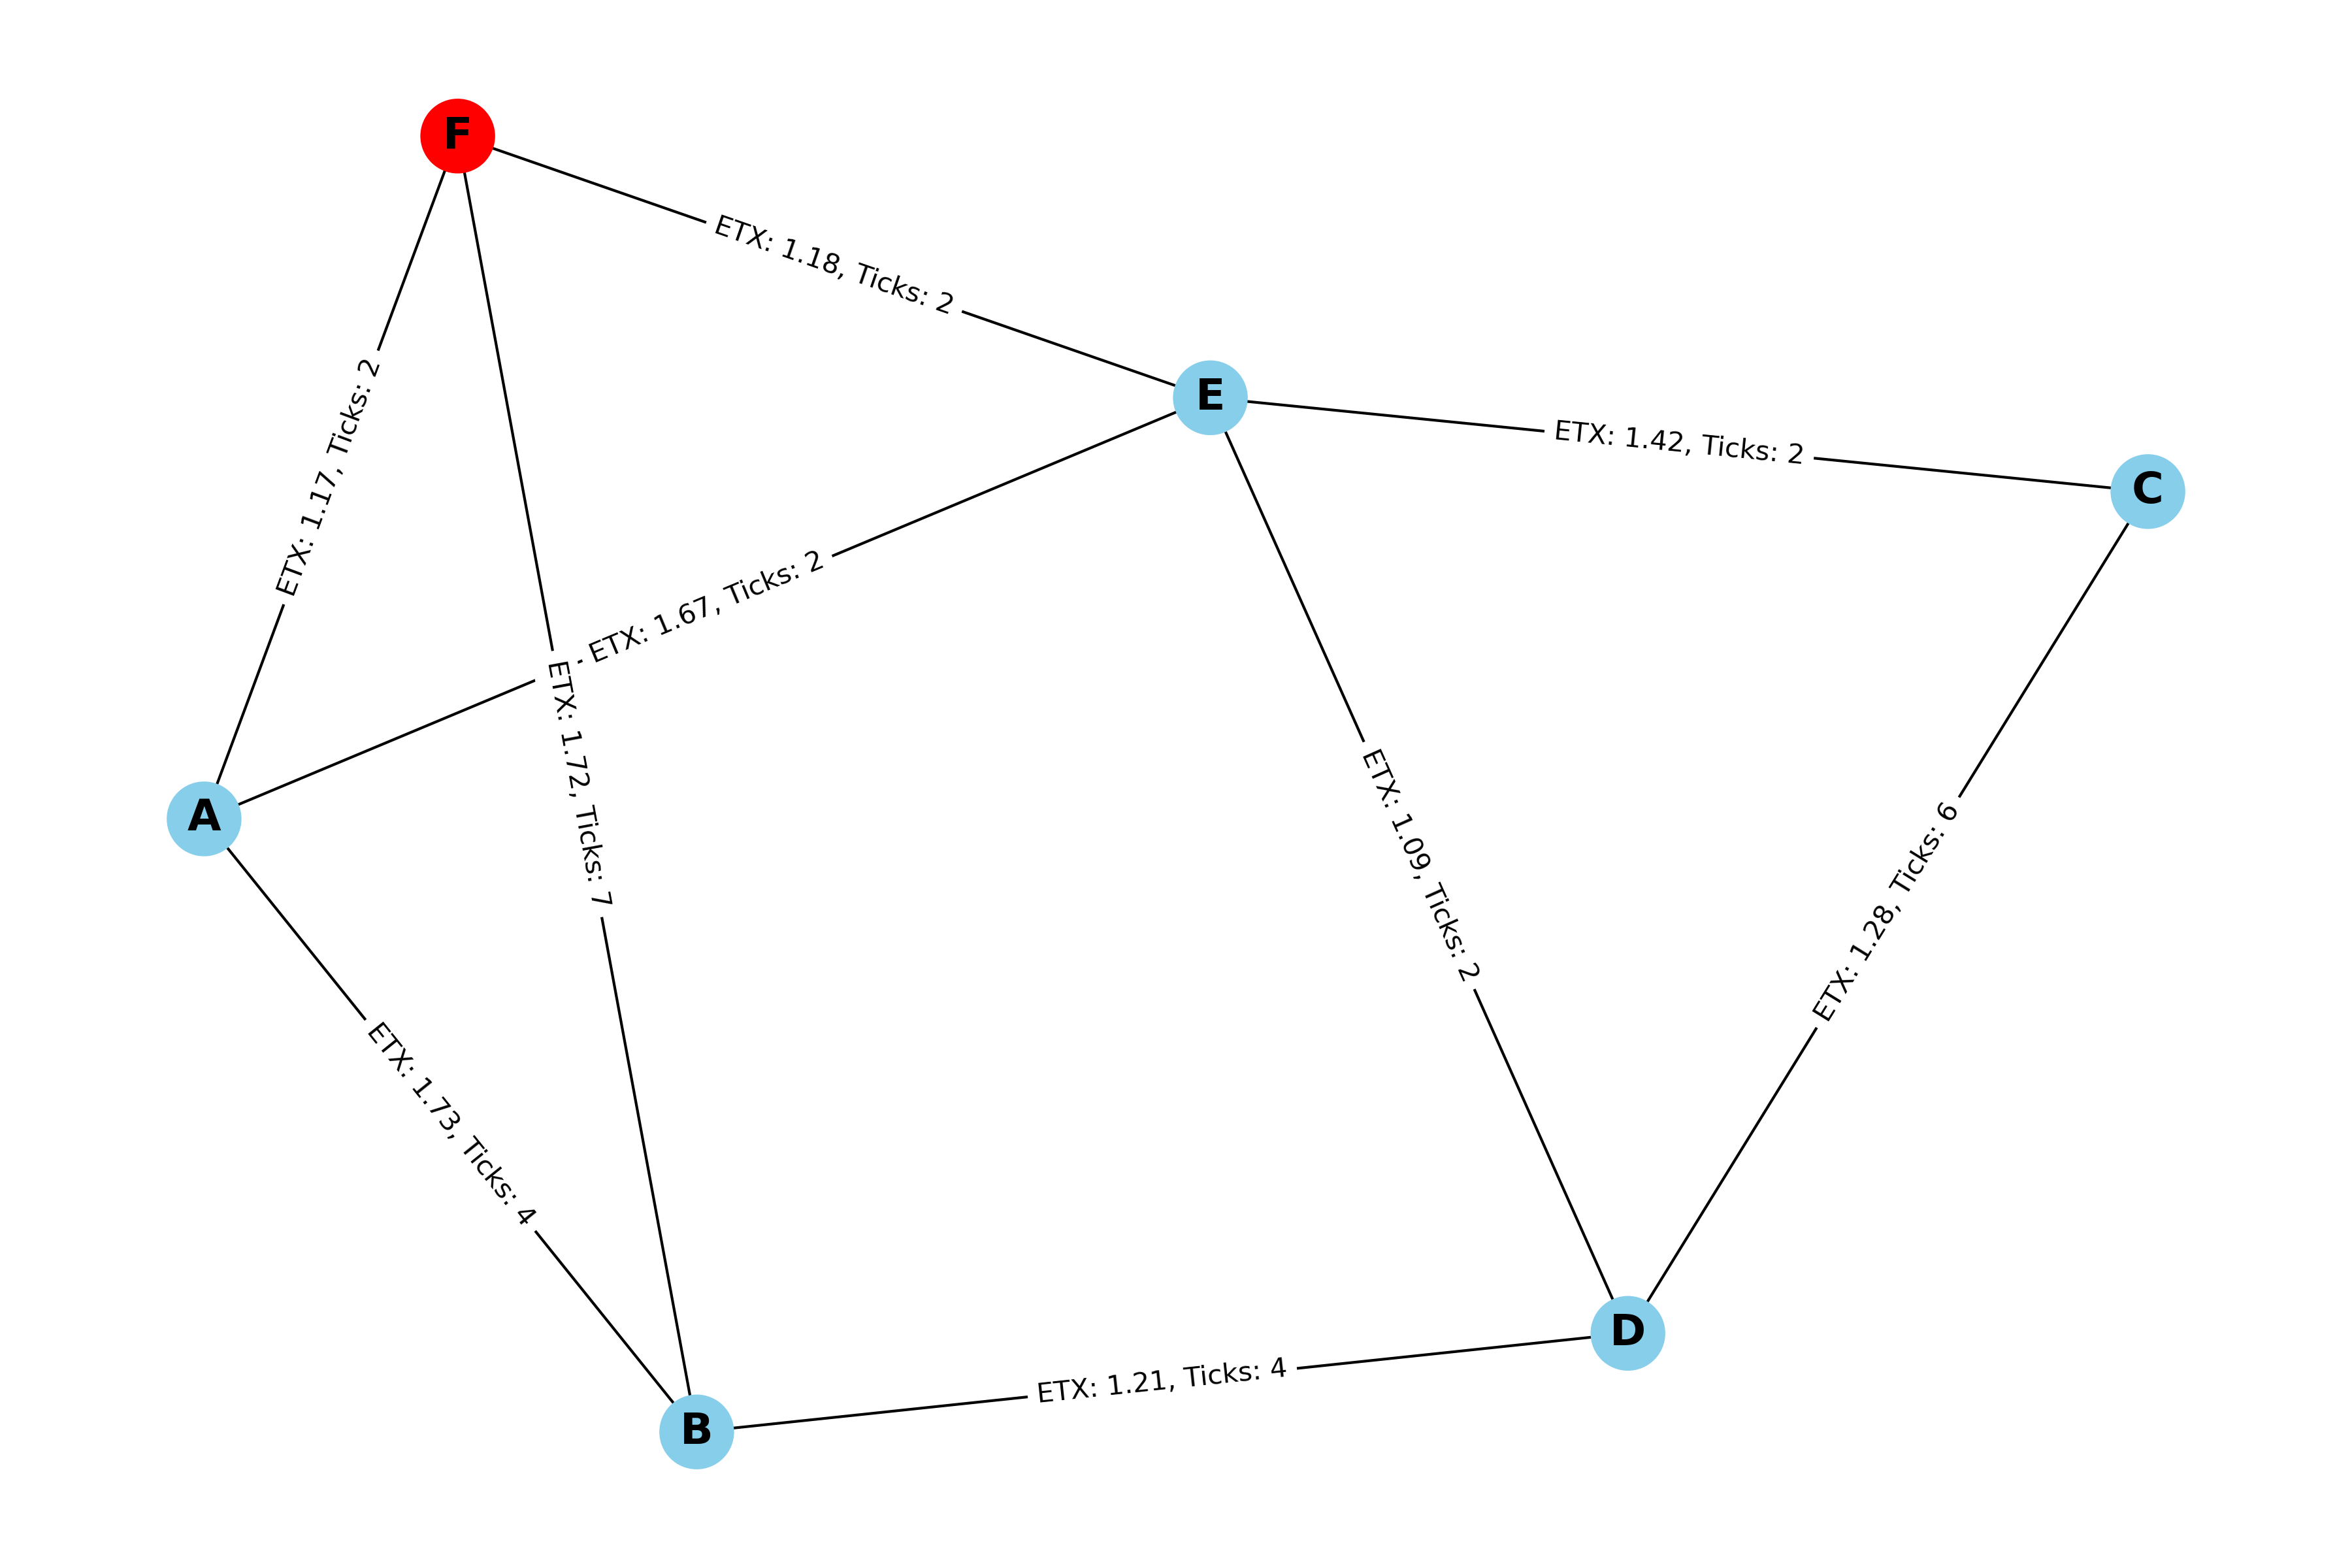 F
ETX: 1.18, Ticks: 2
E
ETX: 1.17, Ticks: 2
ETX: 1.42, Ticks: 2
C
ETX: 1.67, Ticks: 2
ETX: 1.72, Ticks: 7
A
ETX: 1.09, Ticks: 2
ETX: 1.28, Ticks: 6
ETX: 1.73, Ticks: 4
D
ETX: 1.21, Ticks: 4
B